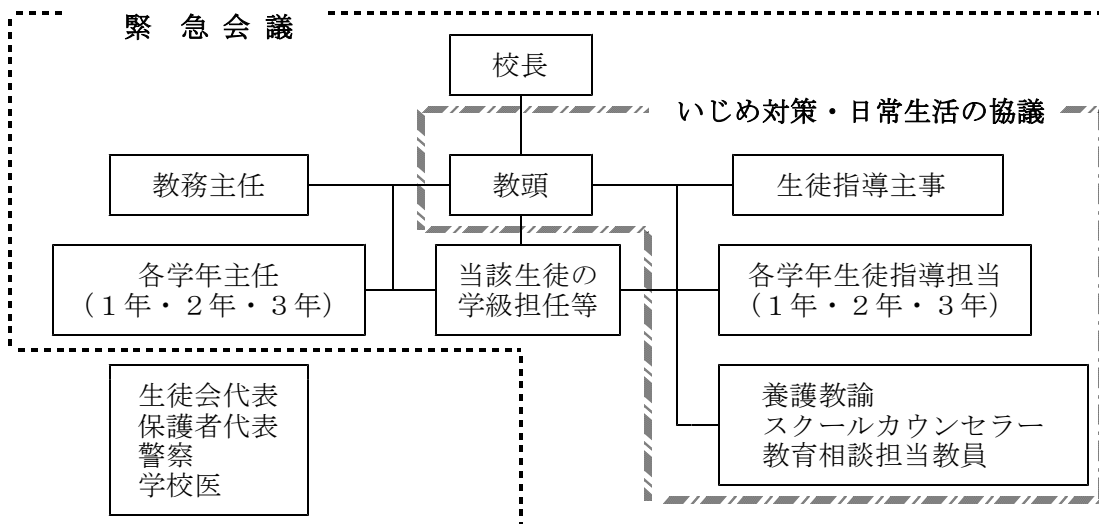 緊急会議
校長
いじめ対策・日常生活の協議
教務主任
教頭
生徒指導主事
各学年主任
（１年・２年・３年）
当該生徒の
学級担任等
各学年生徒指導担当
（１年・２年・３年）
生徒会代表
保護者代表
警察
学校医
養護教諭
スクールカウンセラー
教育相談担当教員